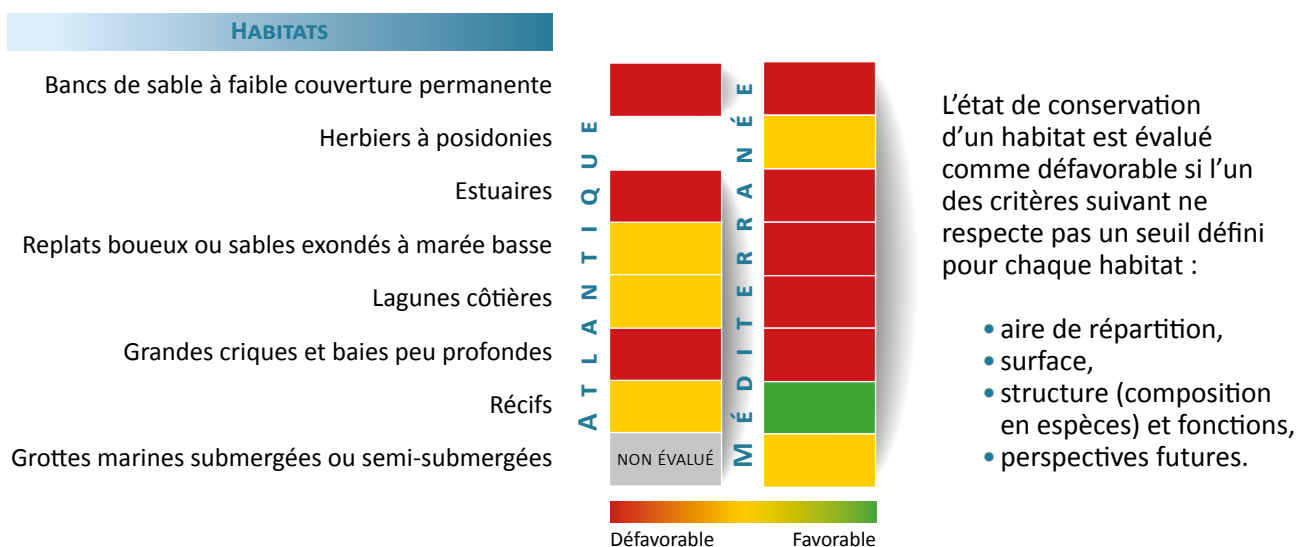 HABITATS
Bancs de sable à faible couverture permanente
Herbiers à posidonies
Estuaires
Replats boueux ou sables exondés à marée basse
Lagunes côtières
Grandes criques et baies peu profondes
Récifs
Grottes marines submergées ou semi-submergées
ATLANTIQUE
NON ÉVALUÉ
MÉDITERRANÉE
Défavorable
Favorable
L'état de conservation
d'un habitat est évalué
comme défavorable si l'un
des critères suivant ne
respecte pas un seuil défini
pour chaque habitat :
• aire de répartition,
• surface,
• structure (composition
en espèces) et fonctions,
• perspectives futures.